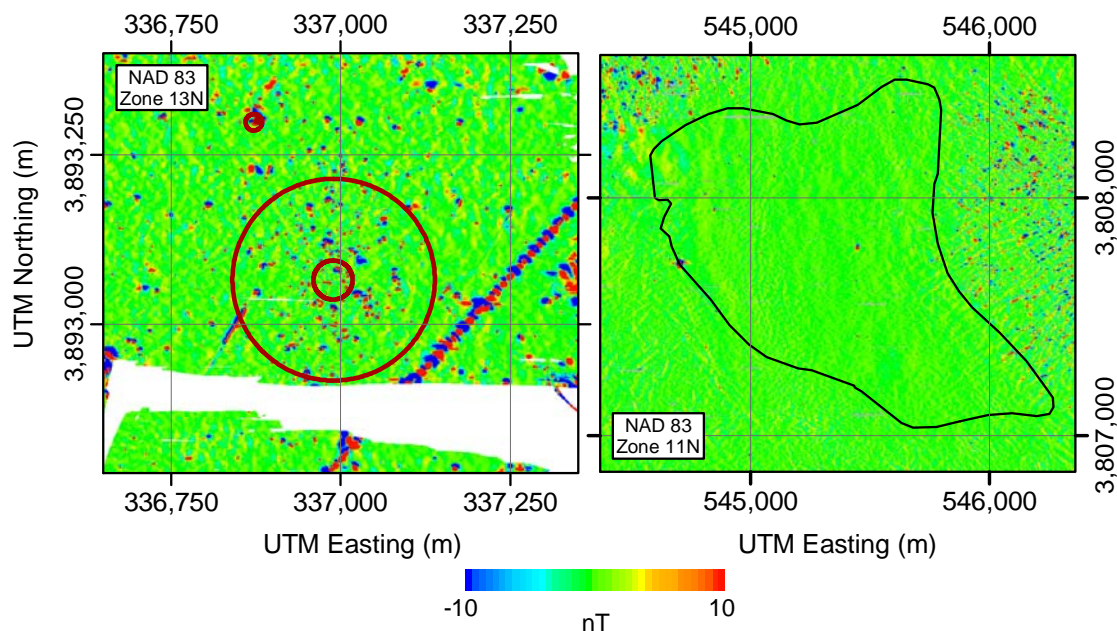 336,750 337,000 337,250
545,000 546,000
NAD 83
Zone 13N
UTM Northing (m)
3,893,250
3,893,000
3,808,000
3,807,000
NAD 83
Zone 11N
336,750 337,000 337,250
545,000 546,000
UTM Easting (m) UTM Easting (m)
-10 10
nT